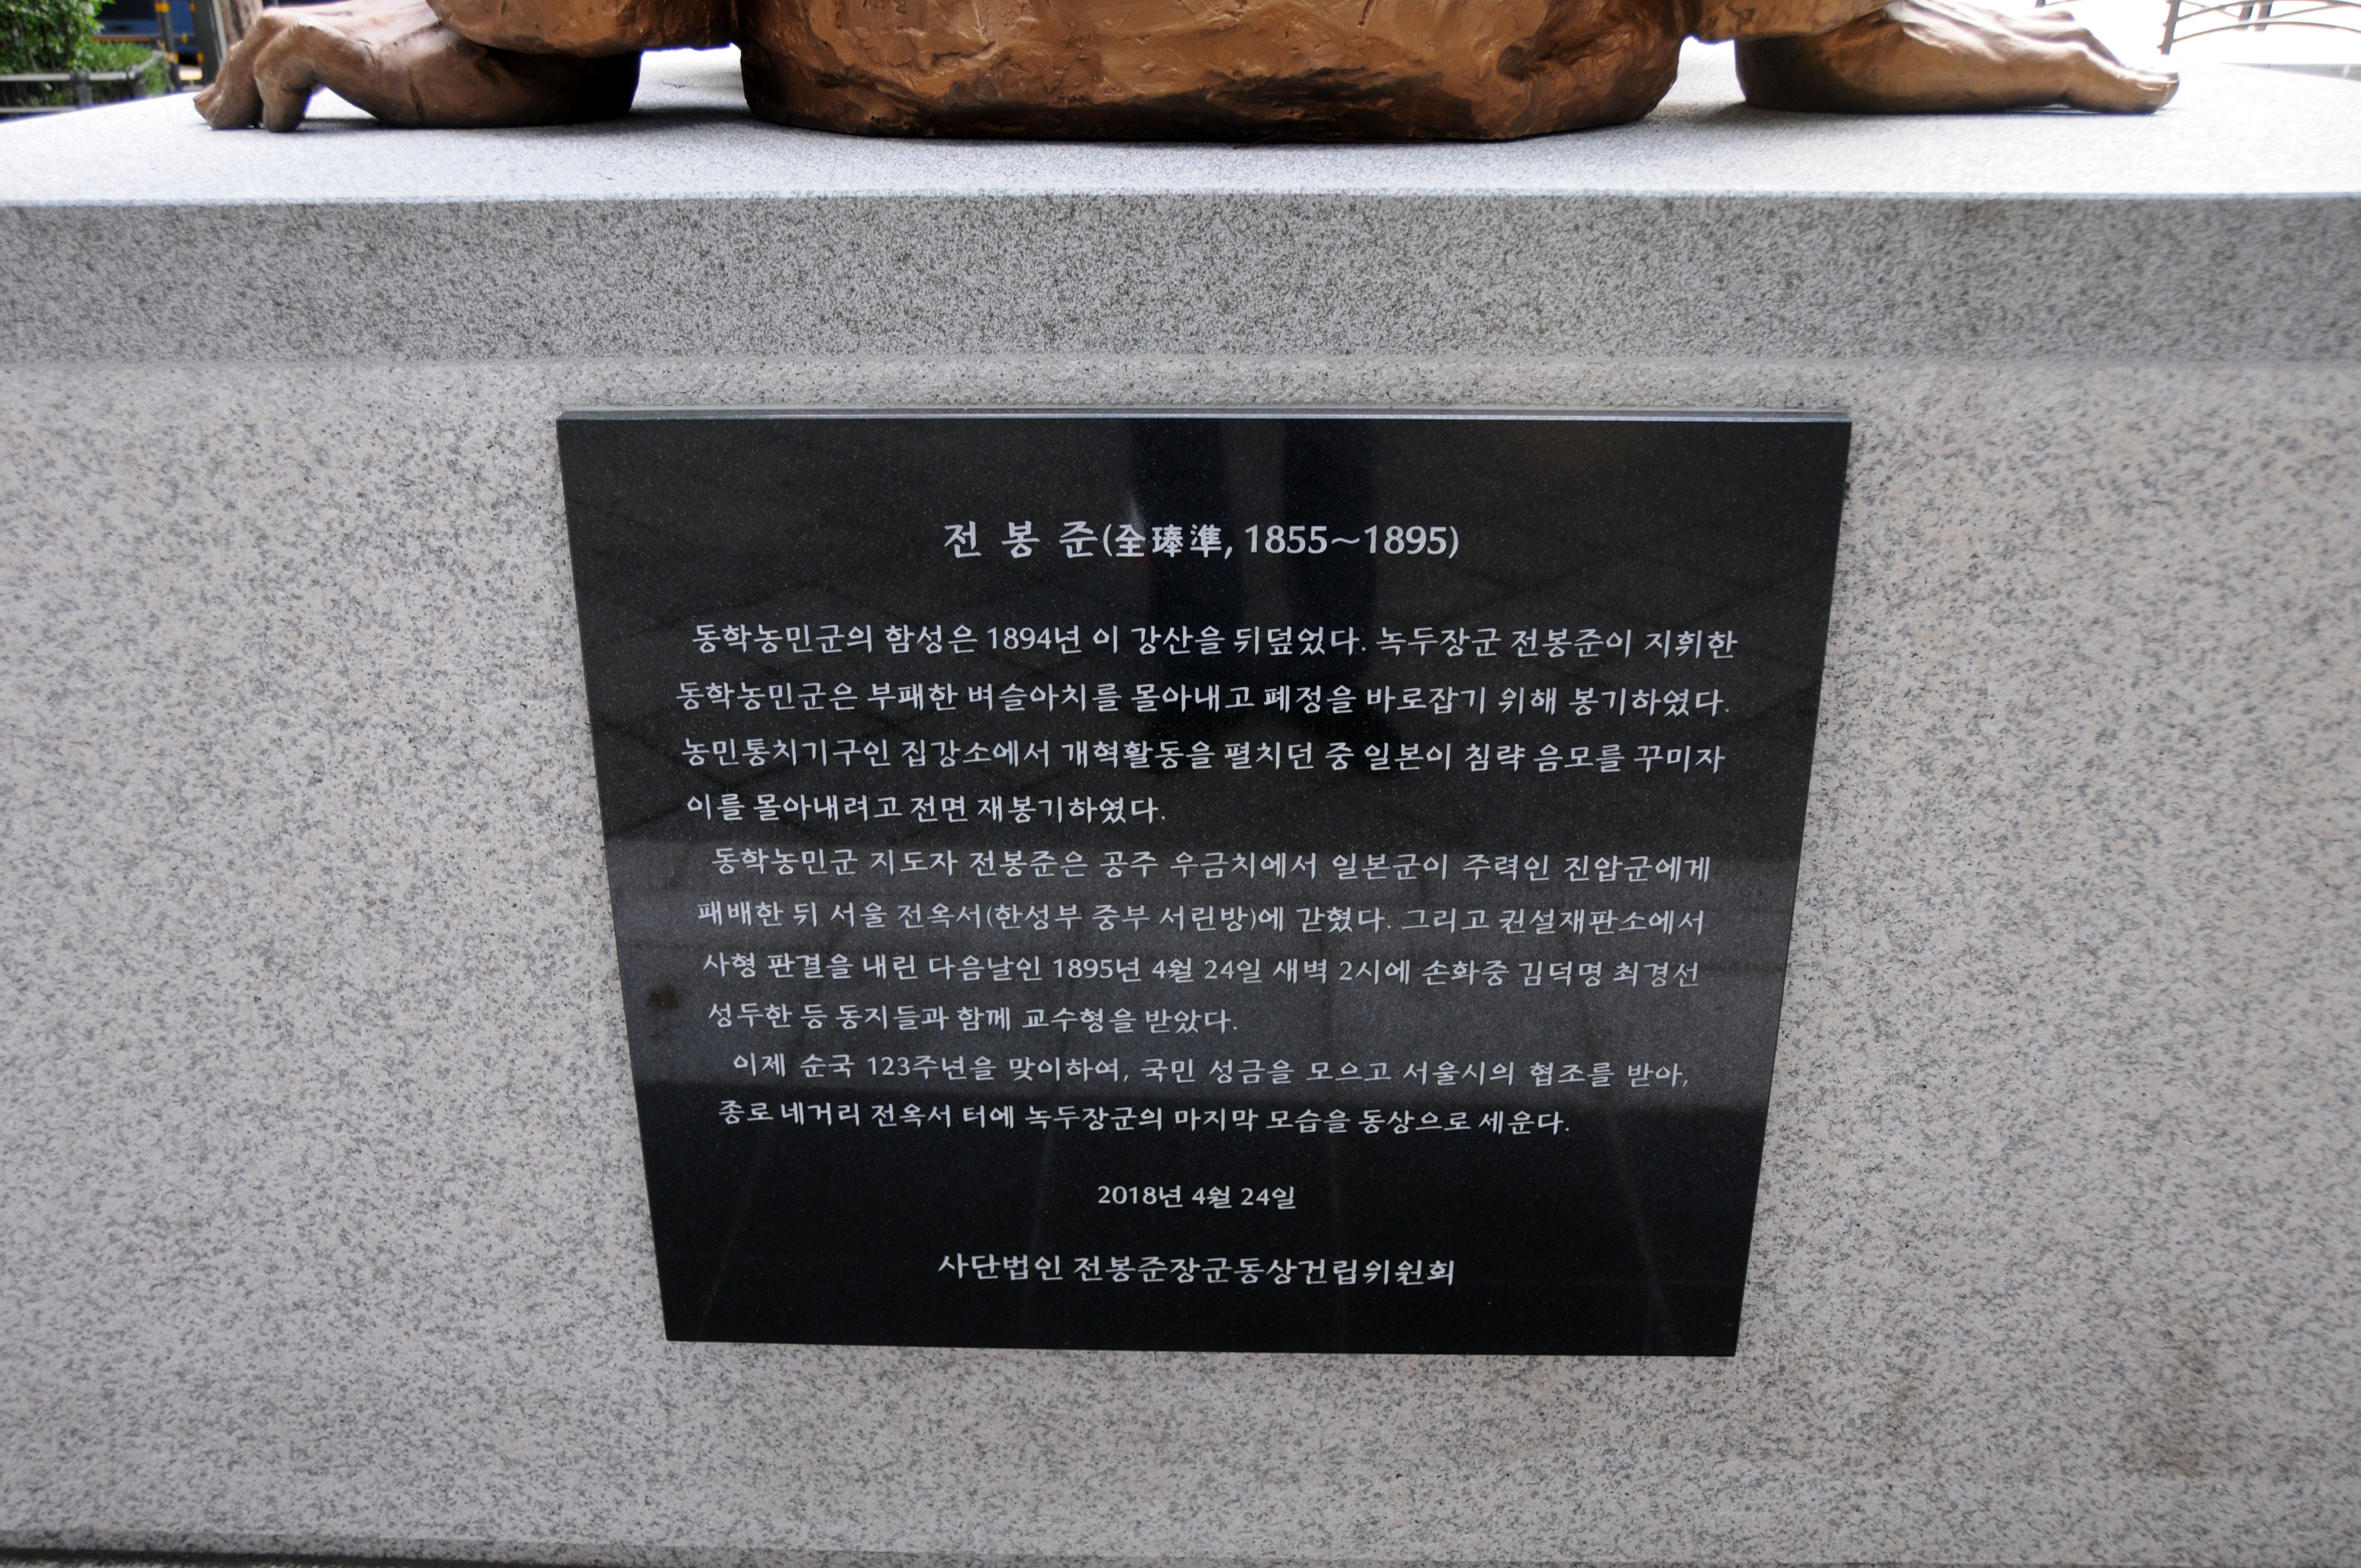 전 봉 준(全琫準, 1855~1895)
동학농민군의 함성은 1894년 이 강산을 뒤덮었다. 녹두장군 전봉준이 지휘한
동학농민군은 부패한 벼슬아치를 몰아내고 폐정을 바로잡기 위해 봉기하였다.
농민통치기구인 집강소에서 개혁활동을 펼치던 중 일본이 침략 음모를 꾸미자
이를 몰아내려고 전면 재봉기하였다.
동학농민군 지도자 전봉준은 공주 우금치에서 일본군이 주력인 진압군에게
패배한 뒤 서울 전옥서(한성부 중부 서린방)에 갇혔다. 그리고 권설재판소에서
사형 판결을 내린 다음날인 1895년 4월 24일 새벽 2시에 손화중 김덕명 최경선
성두한 등 동지들과 함께 교수형을 받았다.
이제 순국 123주년을 맞이하여, 국민 성금을 모으고 서울시의 협조를 받아,
종로 네거리 전옥서 터에 녹두장군의 마지막 모습을 동상으로 세운다.
2018년 4월 24일
사단법인 전봉준장군동상건립위원회